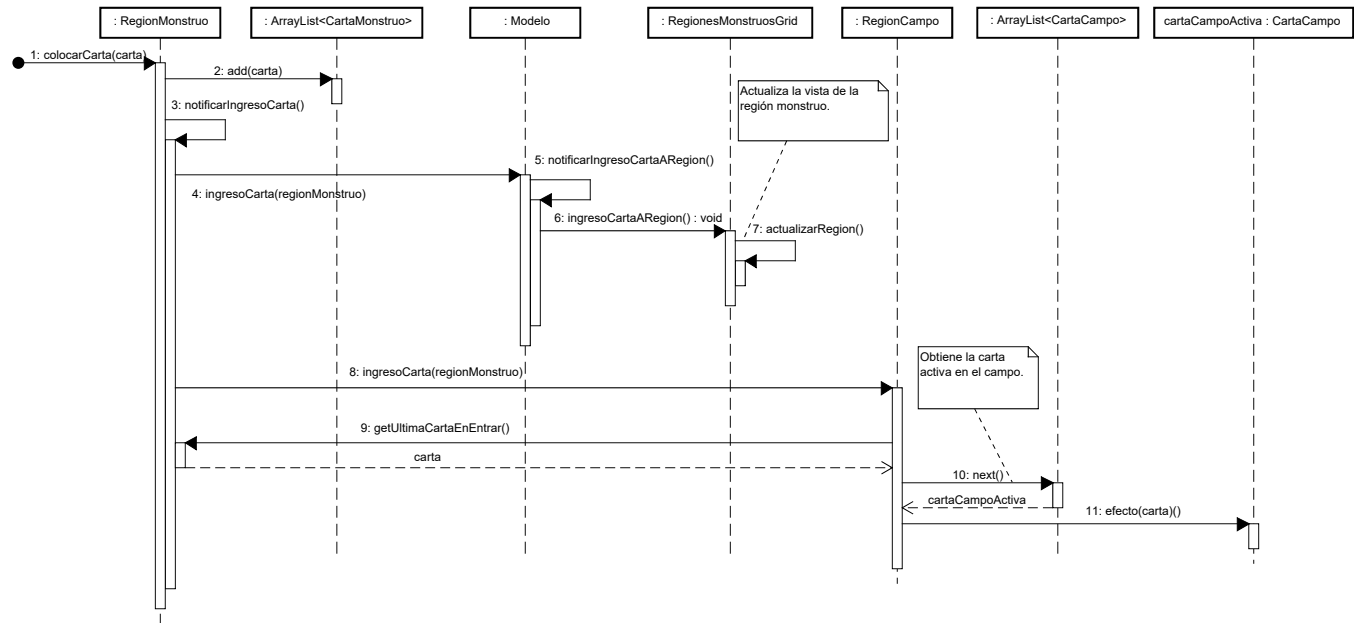 : RegionMonstruo
: ArrayList<CartaMonstruo>
: Modelo
: RegionesMonstruosGrid
: RegionCampo
: ArrayList<CartaCampo>
cartaCampoActiva : CartaCampo
1: colocarCarta(carta)
2: add(carta)
3: notificarIngresoCarta()
Actualiza la vista de la
región monstruo.
5: notificarIngresoCartaARegion()
4: ingresoCarta(regionMonstruo)
6: ingresoCartaARegion() : void
7: actualizarRegion()
Obtiene la carta
activa en el campo.
8: ingresoCarta(regionMonstruo)
9: getUltimaCartaEnEntrar()
carta
10: next()
cartaCampoActiva
11: efecto(carta)()